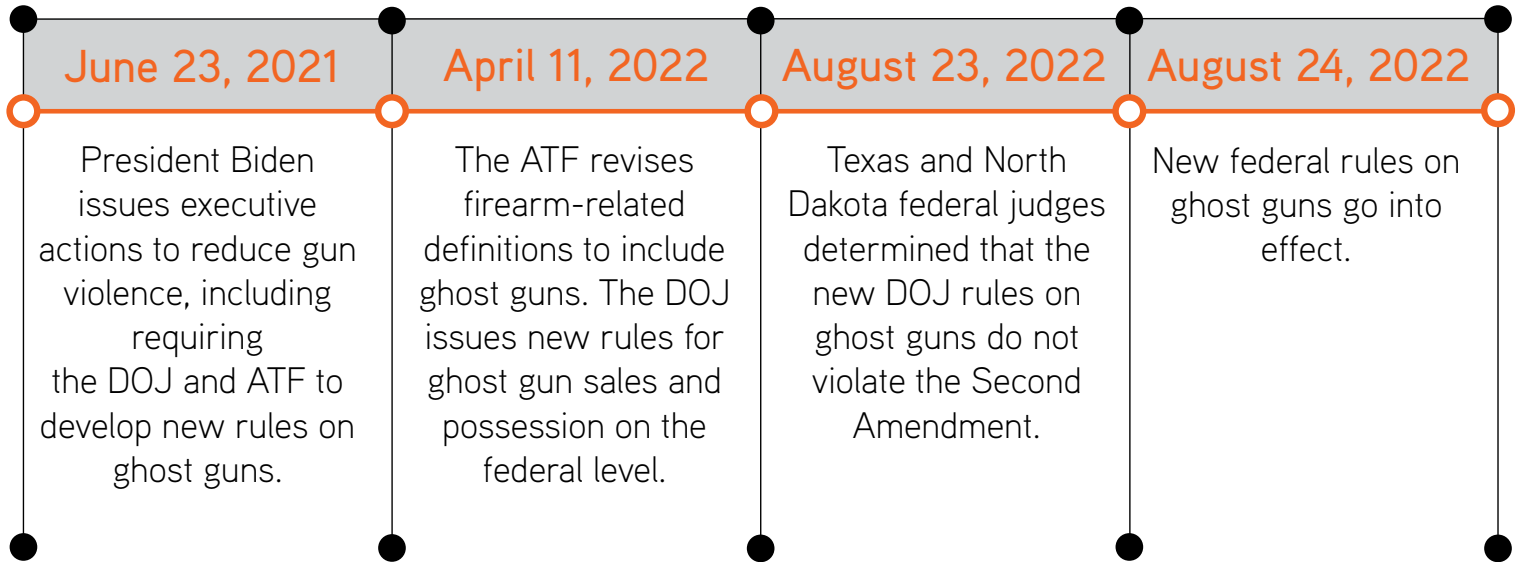 June 23, 2021
President Biden
issues executive
actions to reduce gun
violence, including
requiring
the DOJ and ATF to
develop new rules on
ghost guns.
April 11, 2022
The ATF revises
firearm-related
definitions to include
ghost guns. The DOJ
issues new rules for
ghost gun sales and
possession on the
federal level.
August 23, 2022
Texas and North
Dakota federal judges
determined that the
new DOJ rules on
ghost guns do not
violate the Second
Amendment.
August 24, 2022
New federal rules on
ghost guns go into
effect.